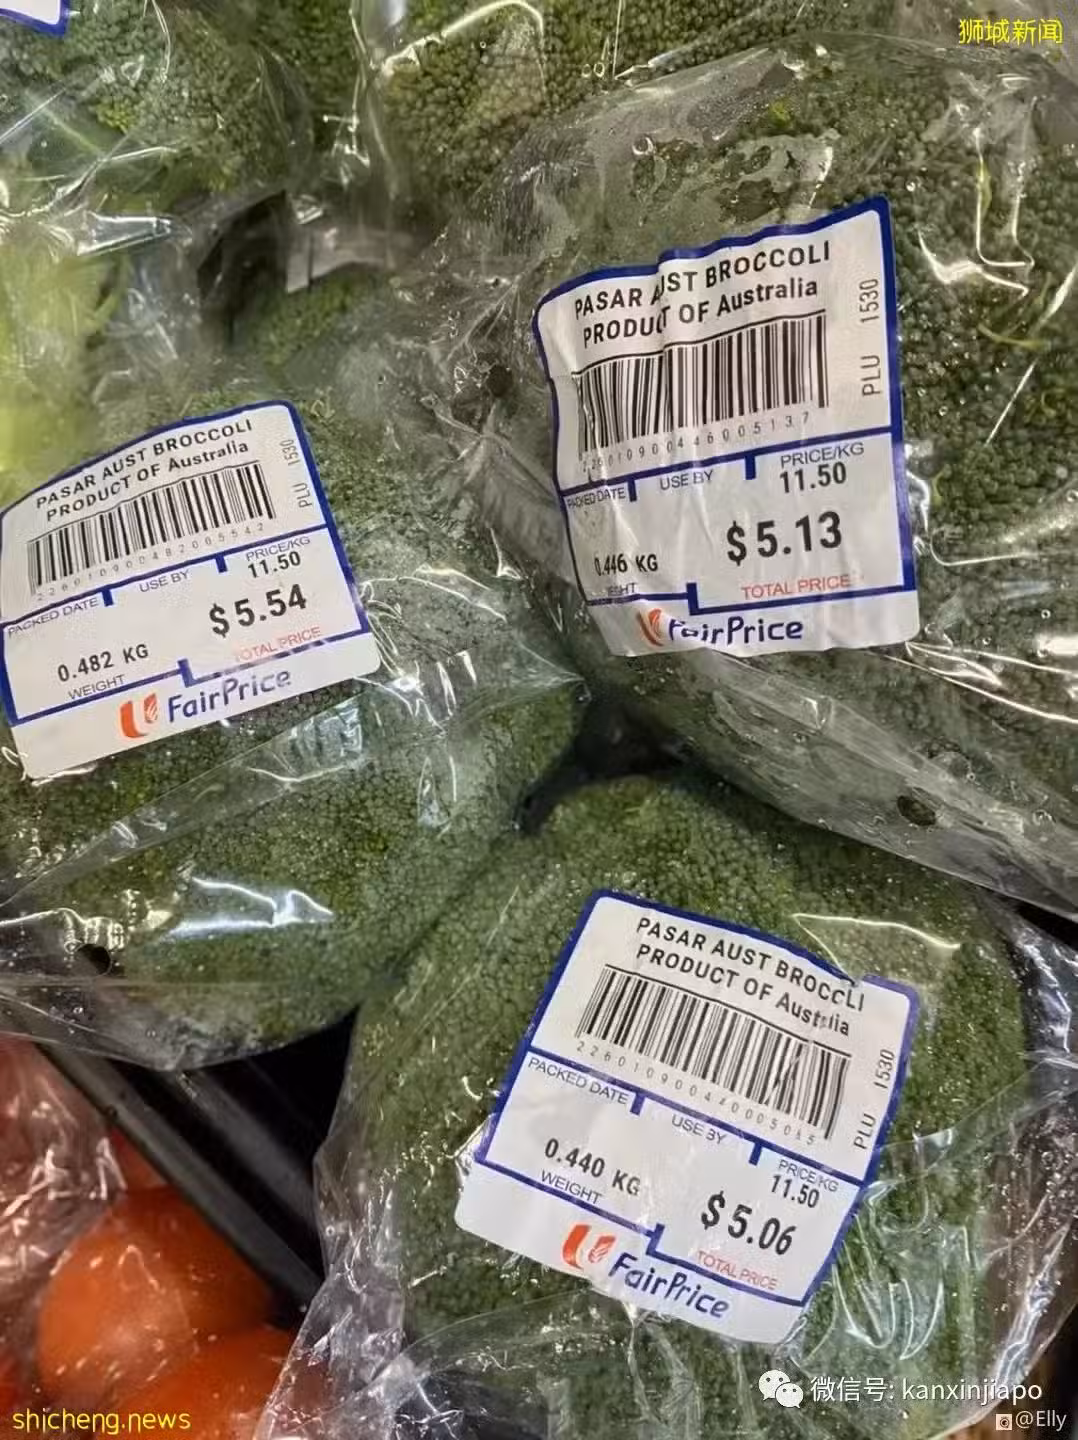 狮城新闻
PASAR AUST BROCCOLI
PRODUCT OF Australia
226010900446005137
PLU 1530
PACKED DATE
USE BY
PRICE/KG
11.50
0.446 KG
$5.13
TOTAL PRICE
FairPrice
PASAR AUST BROCCOLI
PRODUCT OF Australia
226010900482005542
PLU 1530
PACKED DATE
USE BY
PRICE/KG
11.50
0.482 KG
WEIGHT
$5.54
TOTAL PRICE
FairPrice
PASAR AUST BROCCOLI
PRODUCT OF Australia
2260109004400050
PLU 1530
PACKED DATE
USE BY
PRICE/KG
11.50
0.440 KG
WEIGHT
$5.06
TOTAL PRICE
FairPrice
微信号: kanxinjiapo
shicheng.news
@Elly